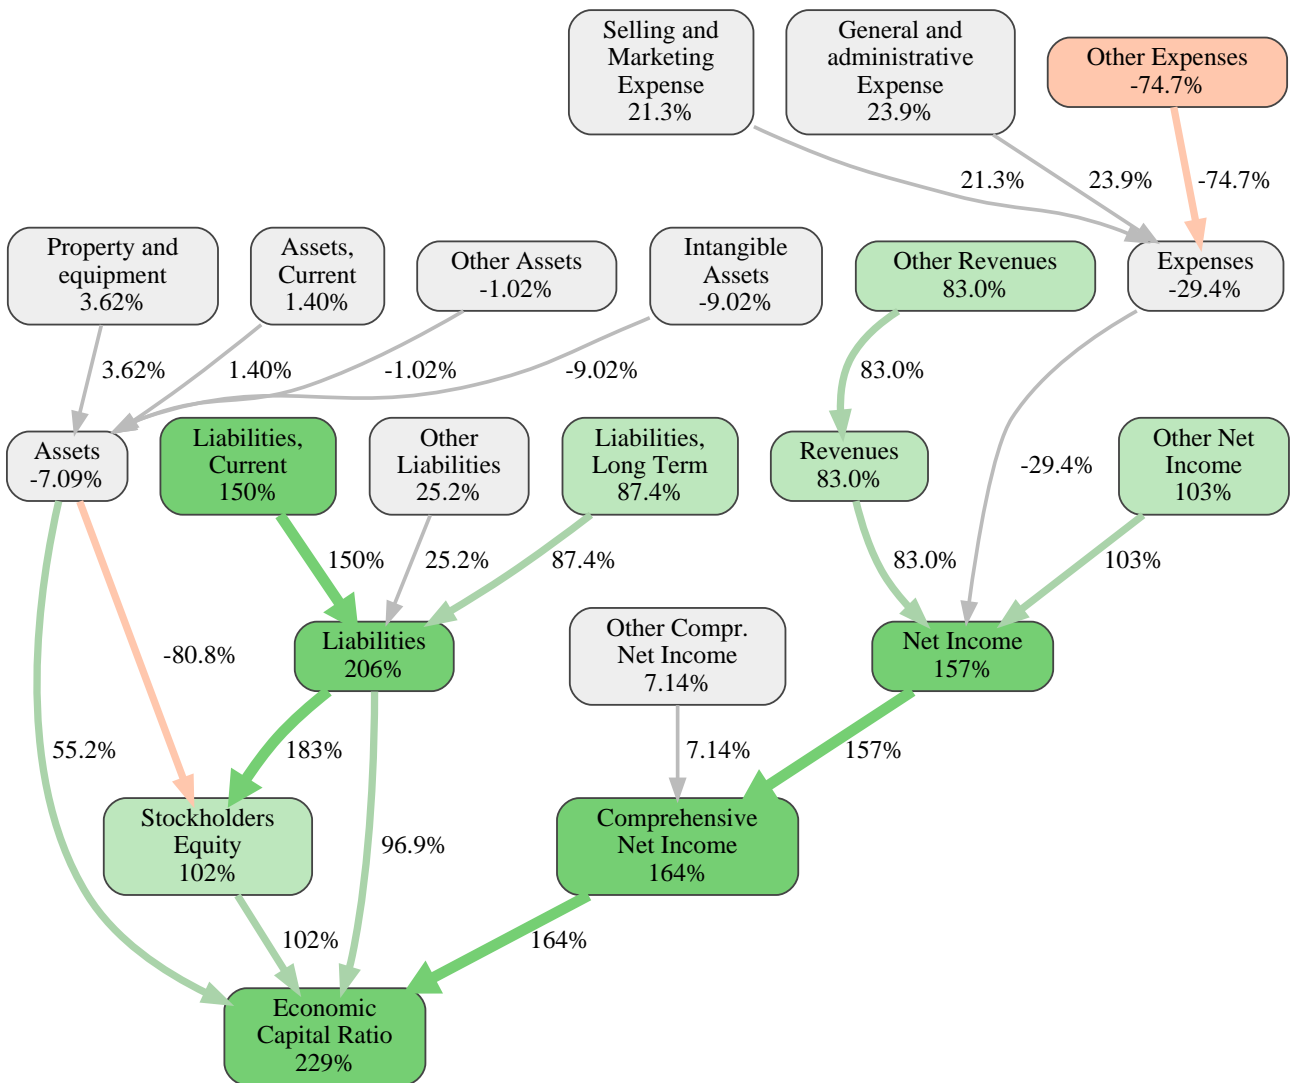 Selling and
Marketing
Expense
21.3%
General and
administrative
Expense
23.9%
Other Expenses
-74.7%
21.3%
23.9%
-74.7%
Property and
equipment
3.62%
Assets,
Current
1.40%
Other Assets
-1.02%
Intangible
Assets
-9.02%
Other Revenues
83.0%
Expenses
-29.4%
3.62%
1.40%
-1.02%
-9.02%
83.0%
Assets
-7.09%
Liabilities,
Current
150%
Other
Liabilities
25.2%
Liabilities,
Long Term
87.4%
Revenues
83.0%
-29.4%
Other Net
Income
103%
150%
25.2%
87.4%
83.0%
103%
Liabilities
206%
Other Compr.
Net Income
7.14%
Net Income
157%
-80.8%
55.2%
183%
7.14%
157%
Stockholders
Equity
102%
96.9%
Comprehensive
Net Income
164%
102%
164%
Economic
Capital Ratio
229%